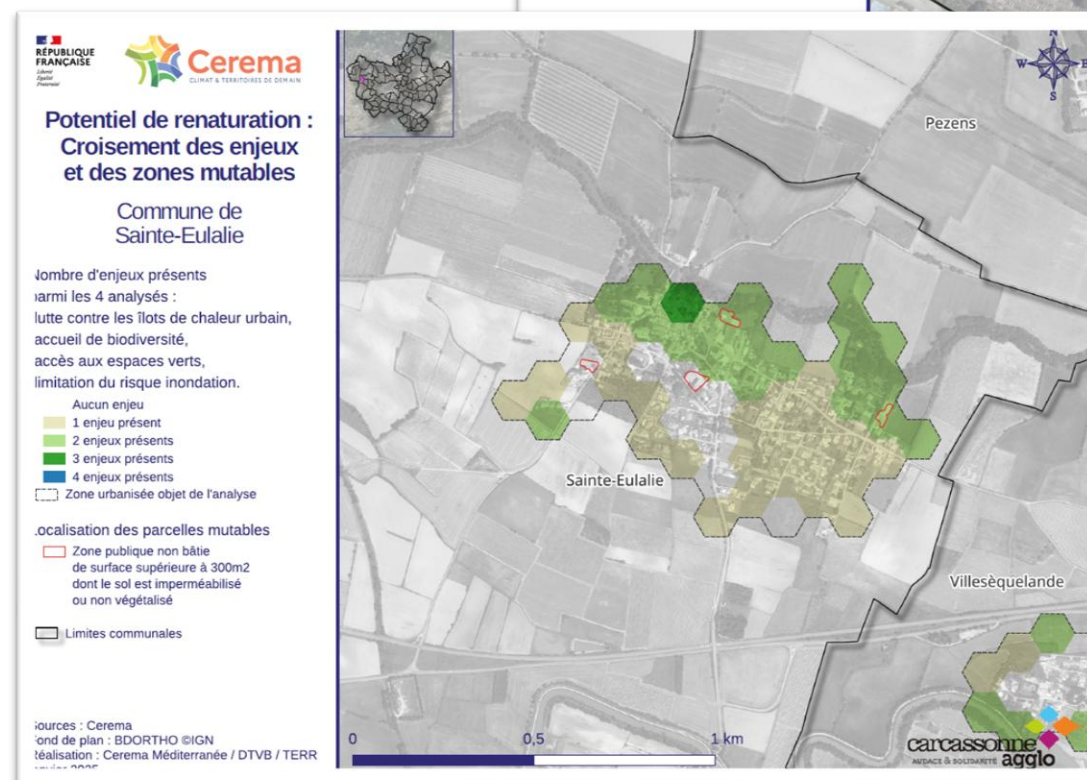 RÉPUBLIQUE
FRANÇAISE
Liberté
Égalité
Fraternité
Cerema
CLIMAT & TERRITOIRES DE DEMAIN
Potentiel de renaturation :
Croisement des enjeux
et des zones mutables
Commune de
Sainte-Eulalie
Nombre d'enjeux présents
parmi les 4 analysés :
lutte contre les îlots de chaleur urbain,
accueil de biodiversité,
accès aux espaces verts,
limitation du risque inondation.
Aucun enjeu
1 enjeu présent
2 enjeux présents
3 enjeux présents
4 enjeux présents
Zone urbanisée objet de l'analyse
Localisation des parcelles mutables
Zone publique non bâtie
de surface supérieure à 300m2
dont le sol est imperméabilisé
ou non végétalisé
Limites communales
Sources : Cerema
Fond de plan : BDORTHO ©IGN
Réalisation : Cerema Méditerranée / DTVB / TERR
N
W E
S
Pezens
Sainte-Eulalie
Villesèquelande
0 0,5 1 km
carcassonne
AUDACE & SOLIDARITÉ agglo